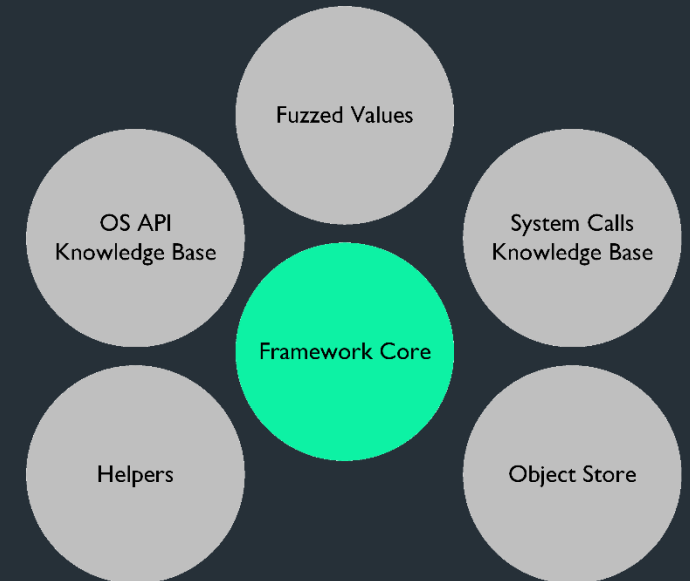 Fuzzed Values
OS API
Knowledge Base
System Calls
Knowledge Base
Framework Core
Helpers
Object Store